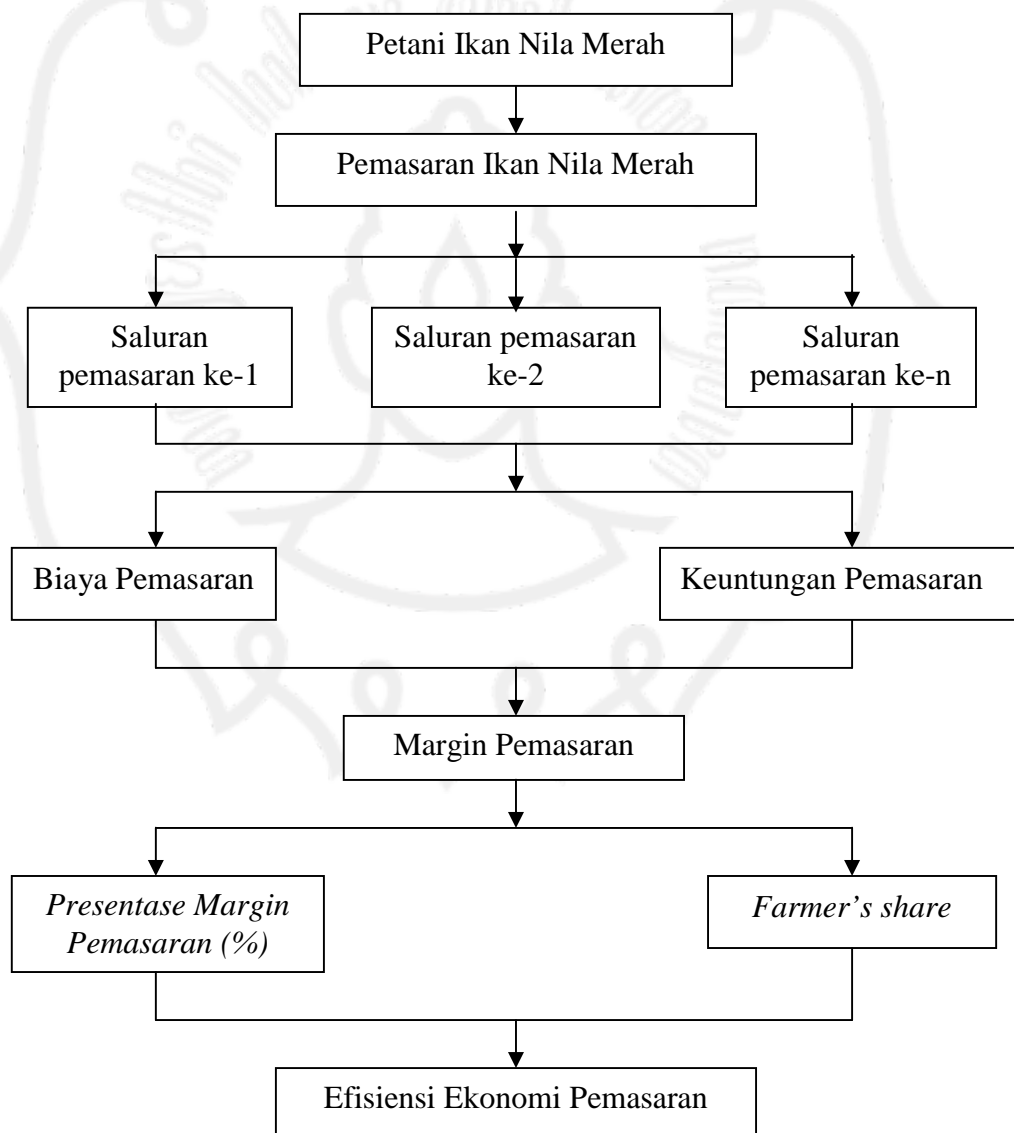 Petani Ikan Nila Merah
Pemasaran Ikan Nila Merah
Saluran
pemasaran ke-1
Saluran pemasaran
ke-2
Saluran
pemasaran ke-n
Biaya Pemasaran
Keuntungan Pemasaran
Margin Pemasaran
Presentase Margin
Pemasaran (%)
Farmer’s share
Efisiensi Ekonomi Pemasaran